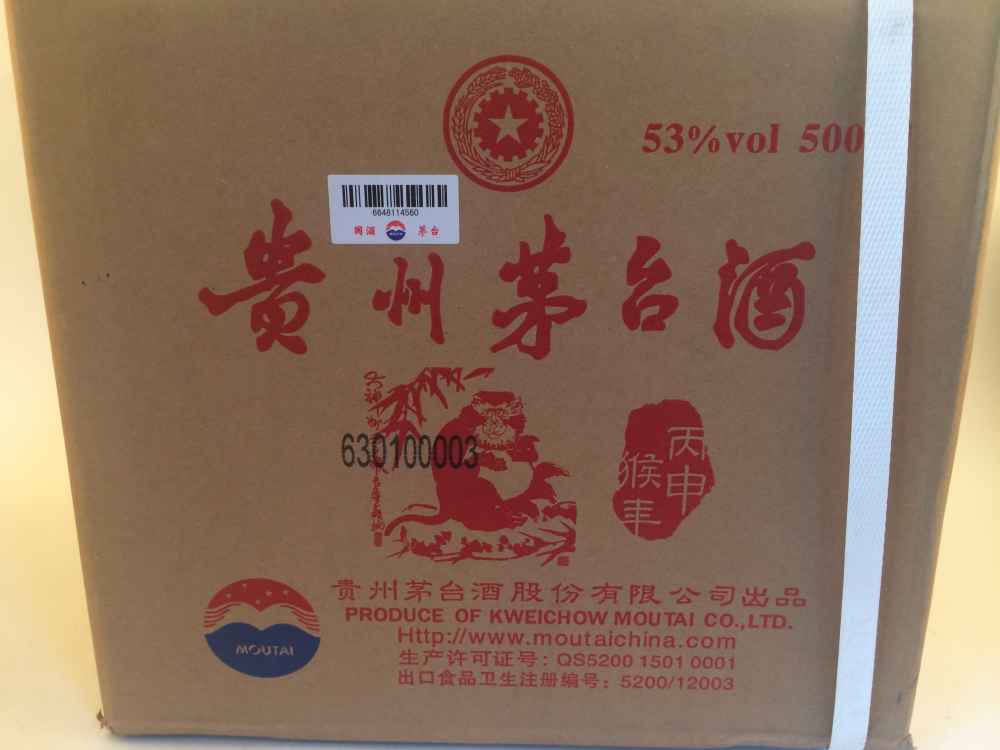 53%vol 500
6648114560
国酒 茅台
贵州茅台酒
630100003
丙申
猴年
MOUTAI
贵州茅台酒股份有限公司出品
PRODUCE OF KWEICHOW MOUTAI CO.,LTD.
Http://www.moutaichina.com
生产许可证号: QS5200 1501 0001
出口食品卫生注册编号: 5200/12003